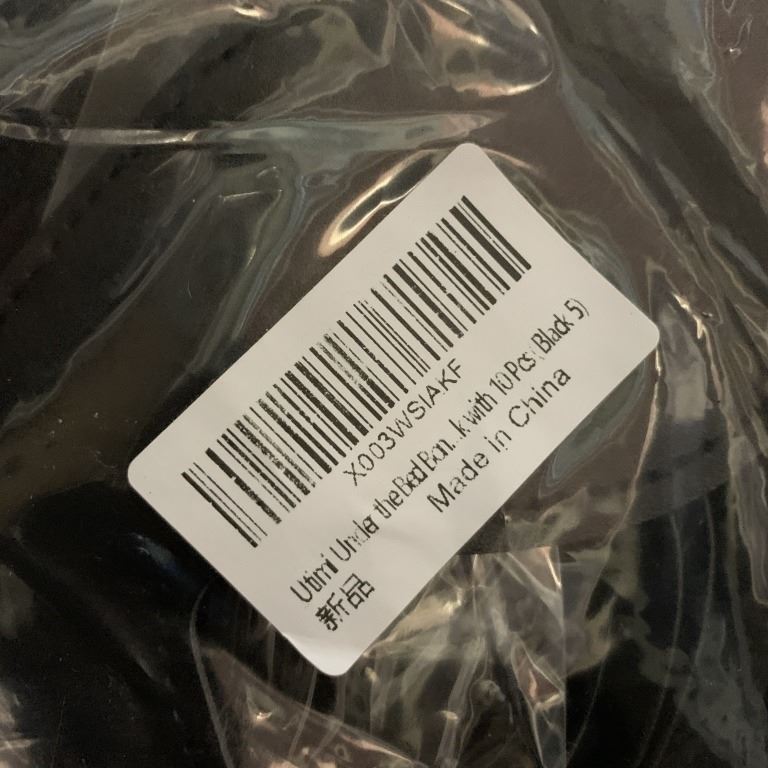 X003WSIAKF
Utimi Under the Bed Bon...k with 10 Pcs (Black 5)
Made in China
新品